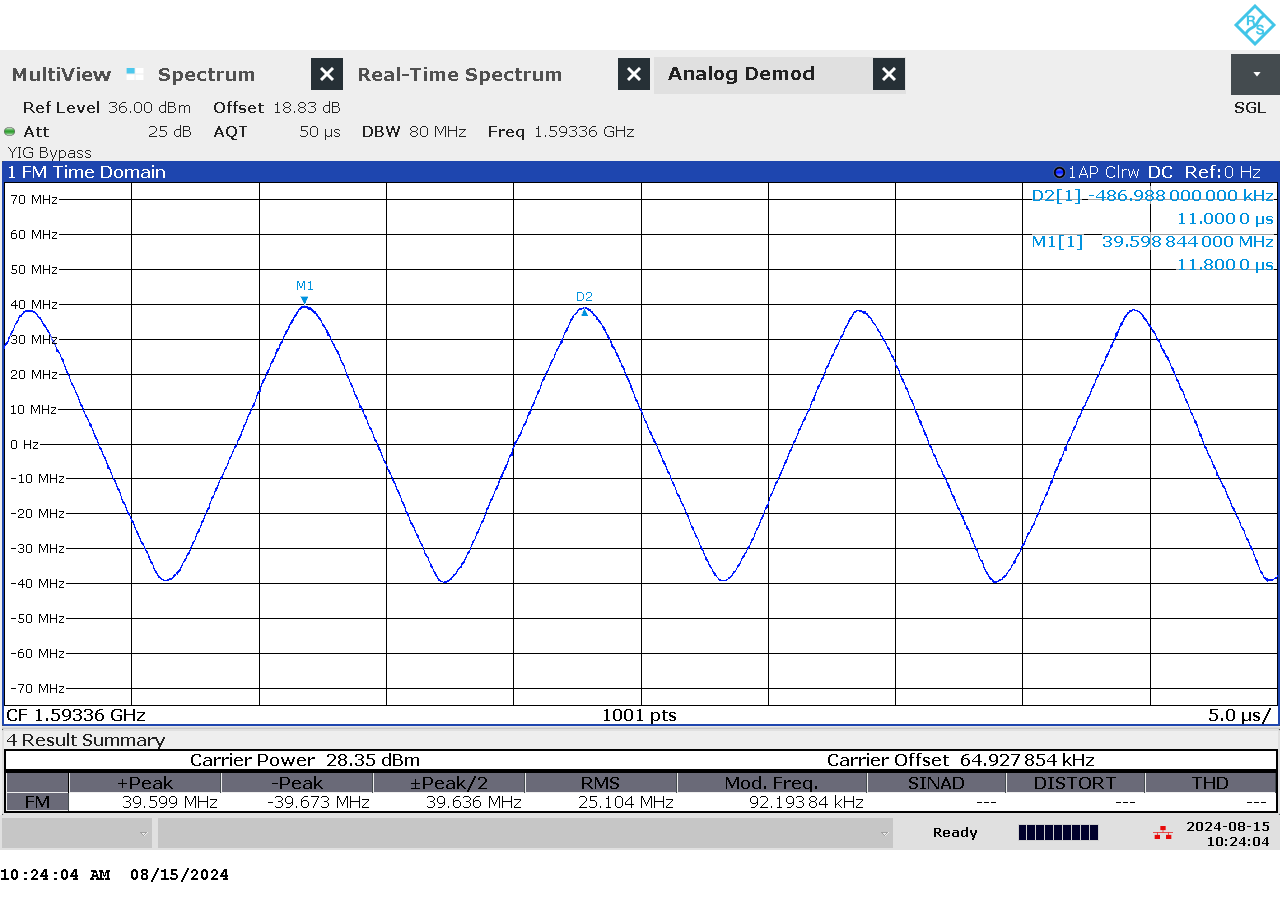 R S
MultiView Spectrum Real-Time Spectrum Analog Demod
Ref Level 36.00 dBm Offset 18.83 dB SGL
Att 25 dB AQT 50 µs DBW 80 MHz Freq 1.59336 GHz
YIG Bypass
1 FM Time Domain 1AP Clrw DC Ref:0 Hz
D2[1] -486.988 000 000 kHz
11.000 0 µs
M1[1] 39.598 844 000 MHz
11.800 0 µs
70 MHz
60 MHz
50 MHz
M1
D2
40 MHz
30 MHz
20 MHz
10 MHz
0 Hz
-10 MHz
-20 MHz
-30 MHz
-40 MHz
-50 MHz
-60 MHz
-70 MHz
CF 1.59336 GHz 1001 pts 5.0 µs/
4 Result Summary
Carrier Power 28.35 dBm Carrier Offset 64.927 854 kHz
+Peak -Peak ±Peak/2 RMS Mod. Freq. SINAD DISTORT THD
FM 39.599 MHz -39.673 MHz 39.636 MHz 25.104 MHz 92.193 84 kHz --- --- ---
Ready 2024-08-15
10:24:04
10:24:04 AM 08/15/2024